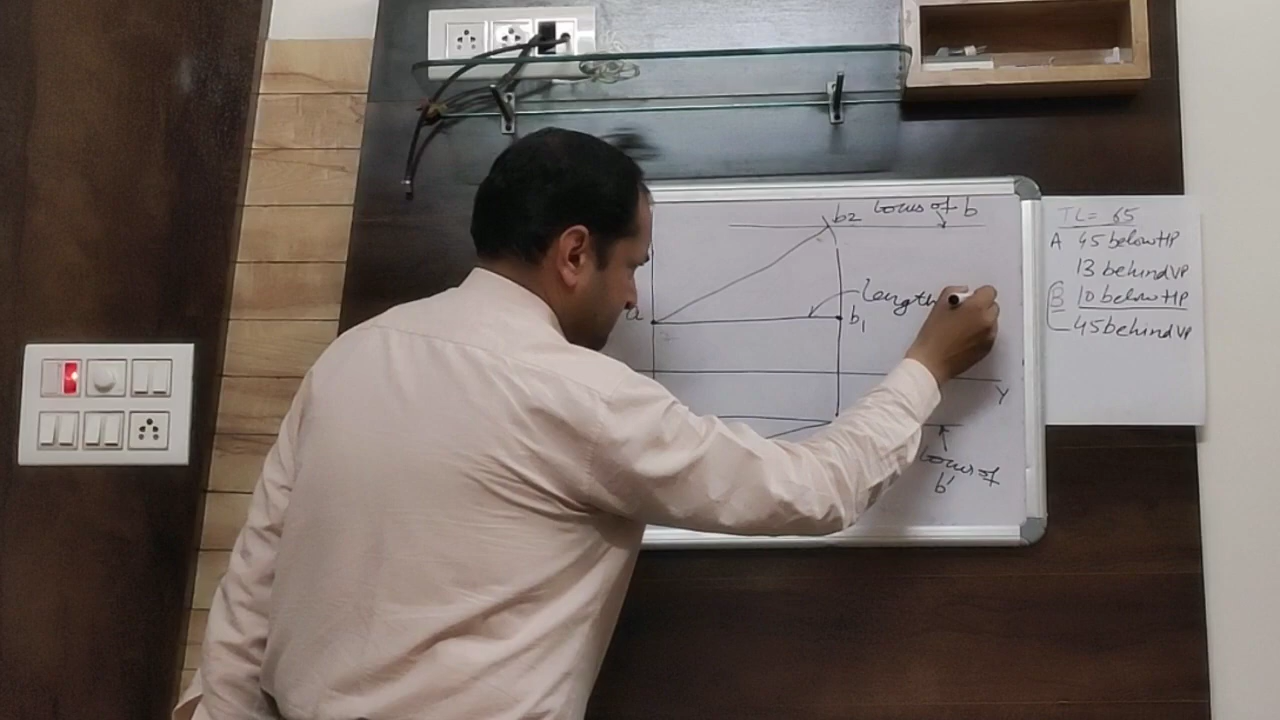 b2 Locus of b
a
length
b1
Y
Locus of
b'
TL = 65
A 45 below HP
13 behind VP
B 10 below HP
45 behind VP